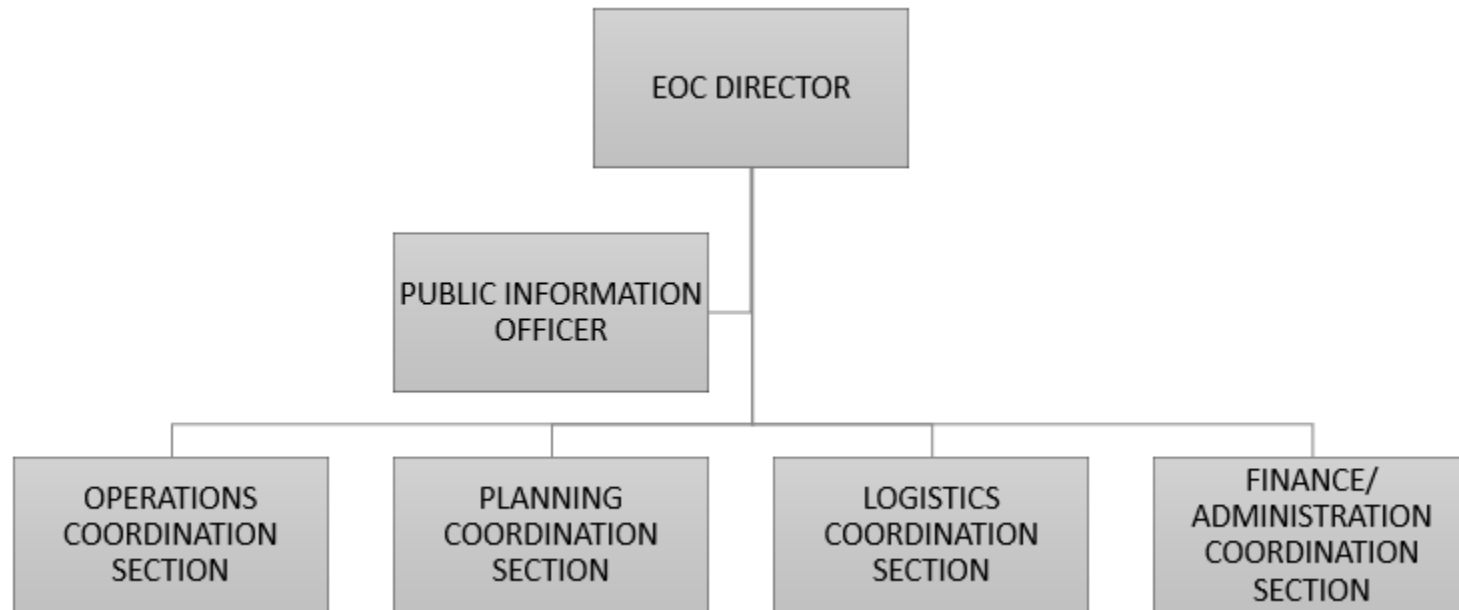 EOC DIRECTOR
PUBLIC INFORMATION
OFFICER
OPERATIONS
COORDINATION
SECTION
PLANNING
COORDINATION
SECTION
LOGISTICS
COORDINATION
SECTION
FINANCE/
ADMINISTRATION
COORDINATION
SECTION